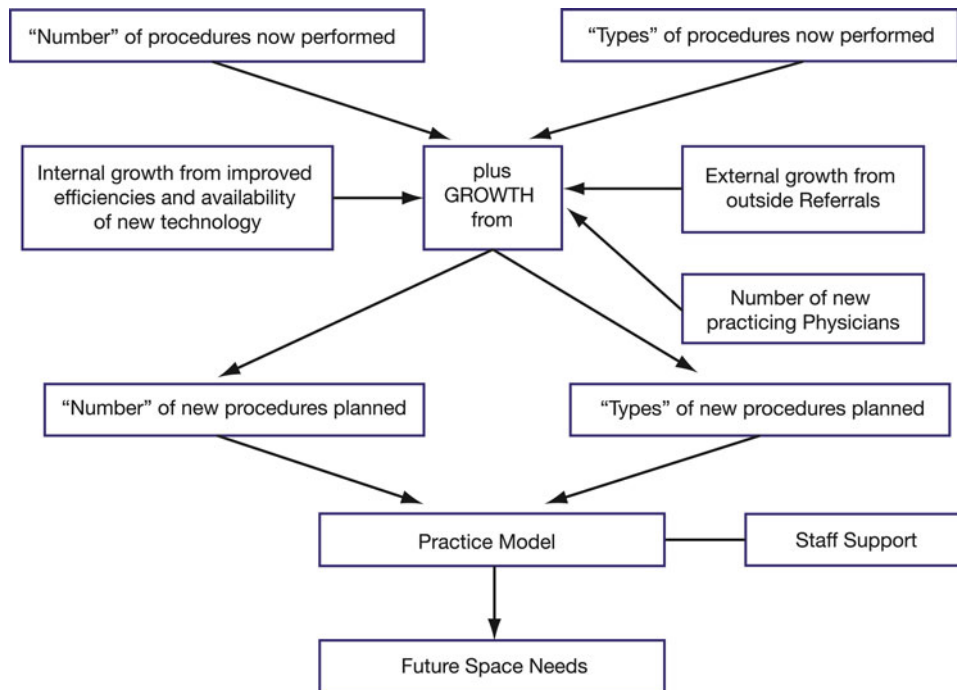 “Number” of procedures now performed
“Types” of procedures now performed
Internal growth from improved
efficiencies and availability
of new technology
plus
GROWTH
from
External growth from
outside Referrals
Number of new
practicing Physicians
“Number” of new procedures planned
“Types” of new procedures planned
Practice Model
Staff Support
Future Space Needs